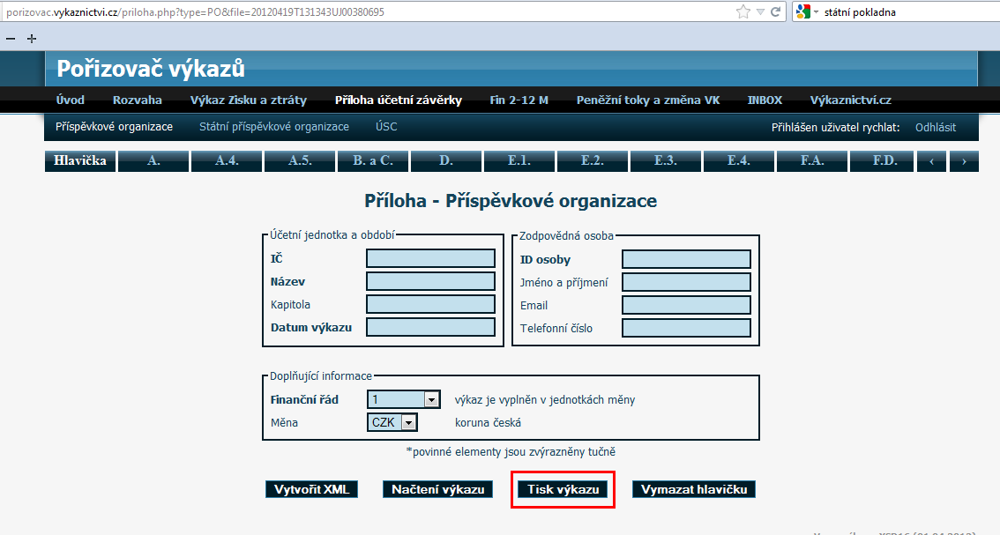 porizovac.vykaznictvi.cz/priloha.php?type=PO&file=20120419T131343UJ00380695 státní pokladna
Pořizovač výkazů
Úvod Rozvaha Výkaz Zisku a ztráty Příloha účetní závěrky Fin 2-12 M Peněžní toky a změna VK INBOX Výkaznictví.cz
Příspěvkové organizace Státní příspěvkové organizace ÚSC Přihlášen uživatel rychlat: Odhlásit
Hlavička A. A.4. A.5. B. a C. D. E.1. E.2. E.3. E.4. F.A. F.D. ‹ ›
Příloha - Příspěvkové organizace
Účetní jednotka a období
IČ
Název
Kapitola
Datum výkazu
Zodpovědná osoba
ID osoby
Jméno a příjmení
Email
Telefonní číslo
Doplňující informace
Finanční řád 1 výkaz je vyplněn v jednotkách měny
Měna CZK koruna česká
*povinné elementy jsou zvýrazněny tučně
Vytvořit XML Načtení výkazu Tisk výkazu Vymazat hlavičku